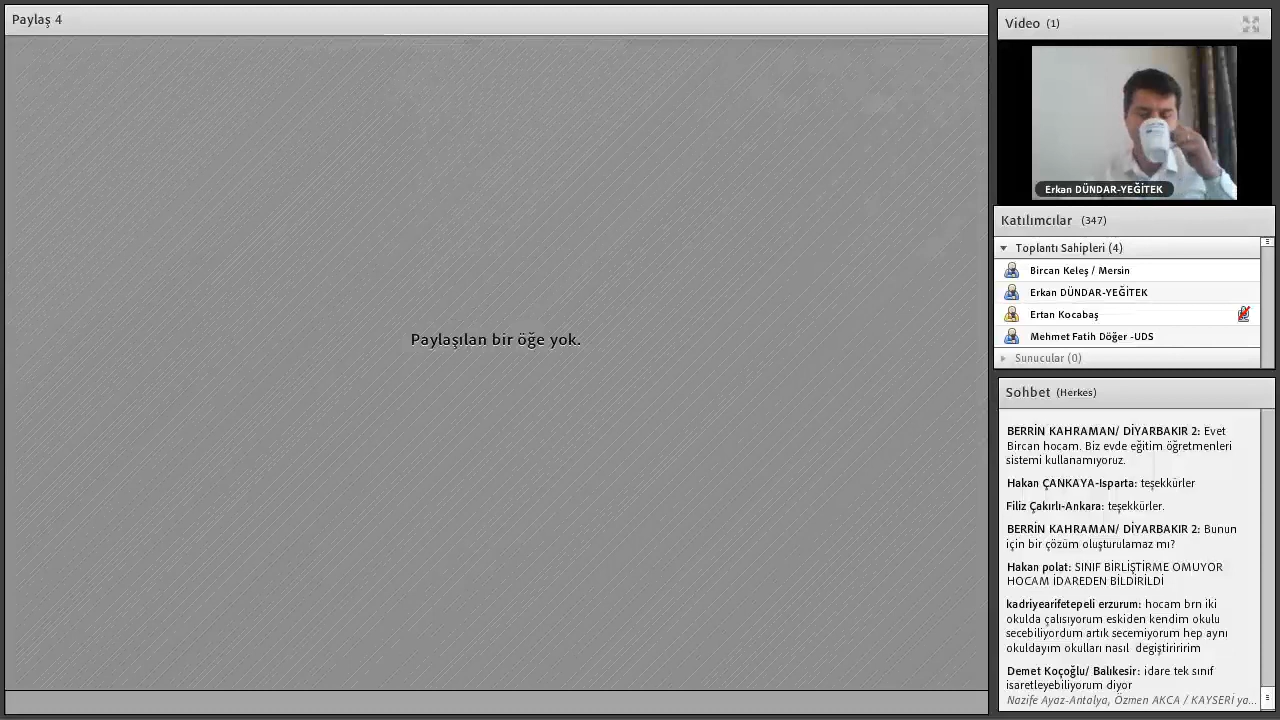 Paylaş 4
Paylaşılan bir öğe yok.
Video (1)
Erkan DÜNDAR-YEĞİTEK
Katılımcılar (347)
Toplantı Sahipleri (4)
Bircan Keleş / Mersin
Erkan DÜNDAR-YEĞİTEK
Ertan Kocabaş
Mehmet Fatih Döğer -UDS
Sunucular (0)
Sohbet (Herkes)
BERRİN KAHRAMAN/ DİYARBAKIR 2: Evet
Bircan hocam. Biz evde eğitim öğretmenleri
sistemi kullanamıyoruz.
Hakan ÇANKAYA-Isparta: teşekkürler
Filiz Çakırlı-Ankara: teşekkürler.
BERRİN KAHRAMAN/ DİYARBAKIR 2: Bunun
için bir çözüm oluşturulamaz mı?
Hakan polat: SINIF BİRLİŞTİRME OMUYOR
HOCAM İDAREDEN BİLDİRİLDİ
kadriyearifetepeli erzurum: hocam brn iki
okulda çalısıyorum eskiden kendim okulu
secebiliyordum artık secemiyorum hep aynı
okuldayım okulları nasıl degiştiriririm
Demet Koçoğlu/ Balıkesir: idare tek sınıf
isaretleyebiliyorum diyor
Nazife Ayaz-Antalya, Özmen AKCA / KAYSERİ ya...